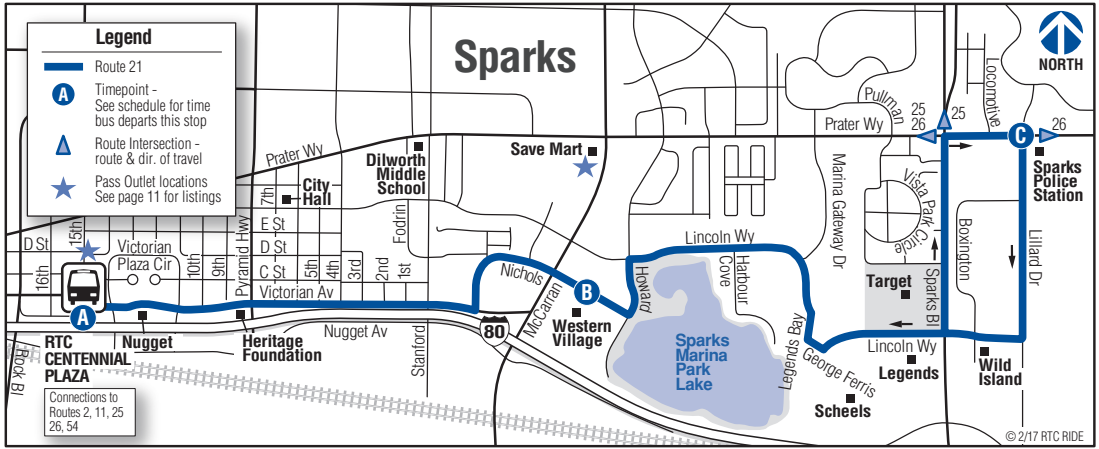 Legend
Route 21
A
Timepoint -
See schedule for time
bus departs this stop
Route Intersection -
route & dir. of travel
Pass Outlet locations
See page 11 for listings
Sparks
NORTH
Locomotive
Pullman
25
26
25
26
Prater Wy
C
Sparks
Police
Station
Prater Wy
Dilworth
Middle
School
Save Mart
City
Hall
7th
Pyramid Hwy
E St
D St
C St
5th
4th
3rd
2nd
1st
Fodrin
D St
15th
16th
Victorian
Plaza Cir
10th
9th
Victorian Av
Nichols
McCarran
B
Western
Village
Howard
Lincoln Wy
Harbour
Cove
Marina Gateway Dr
Vista Park
Circle
Boxington
Lillard Dr
Target
Sparks Bl
A
RTC
CENTENNIAL
PLAZA
Nugget
Heritage
Foundation
Nugget Av
Stanford
80
Rock Bl
Sparks
Marina
Park
Lake
Legends Bay
George Ferris
Lincoln Wy
Legends
Wild
Island
Scheels
Connections to
Routes 2, 11, 25
26, 54
© 2/17 RTC RIDE